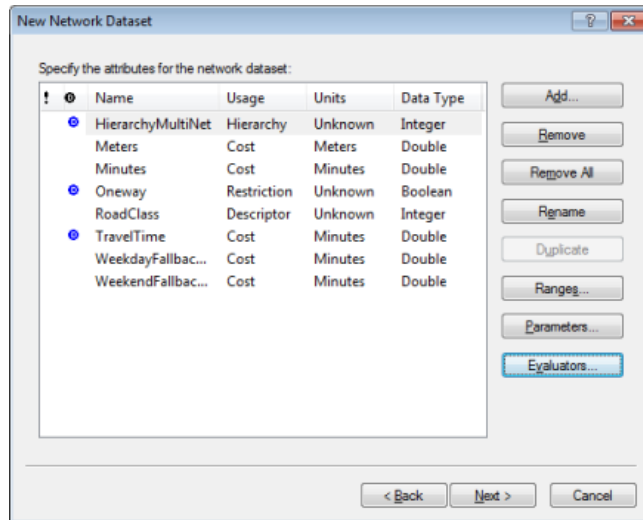 New Network Dataset
Specify the attributes for the network dataset:
! Name Usage Units Data Type
HierarchyMultiNet Hierarchy Unknown Integer
Meters Cost Meters Double
Minutes Cost Minutes Double
Oneway Restriction Unknown Boolean
RoadClass Descriptor Unknown Integer
TravelTime Cost Minutes Double
WeekdayFallbac... Cost Minutes Double
WeekendFallbac... Cost Minutes Double
Add...
Remove
Remove All
Rename
Duplicate
Ranges...
Parameters...
Evaluators...
< Back Next > Cancel